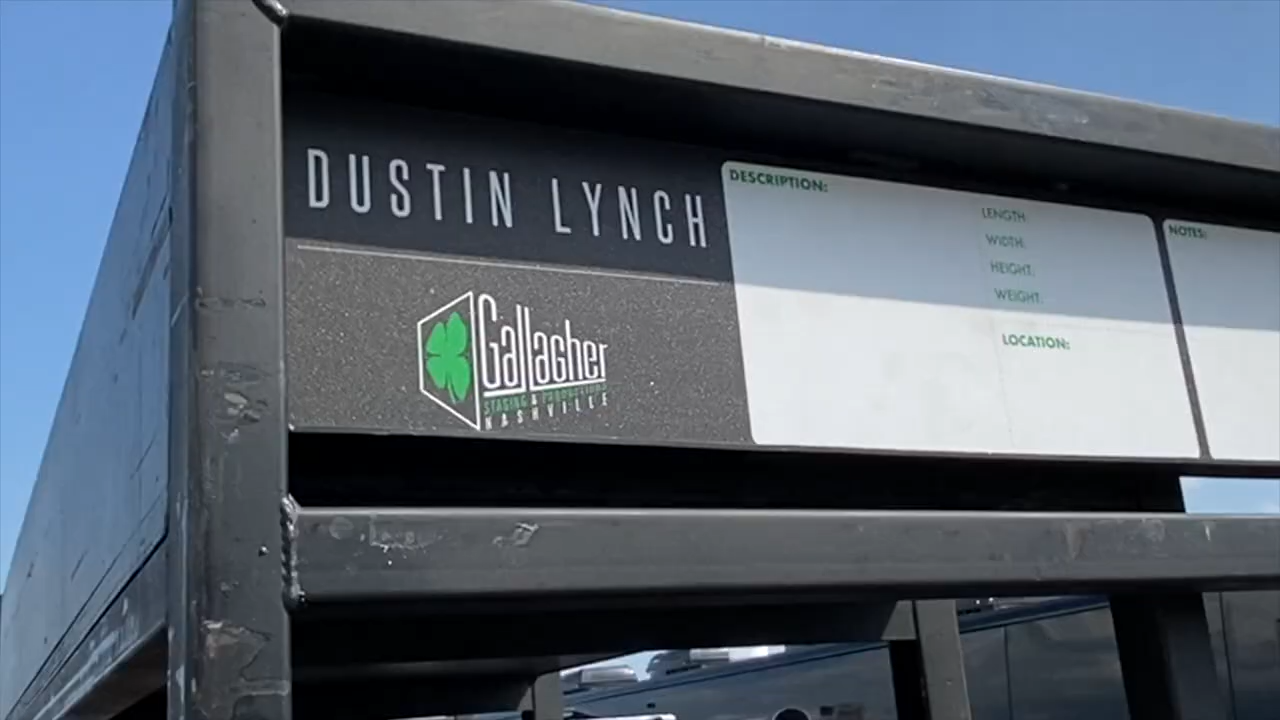 DUSTIN LYNCH
Gallagher
STAGING & PRODUCTIONS
NASHVILLE
DESCRIPTION:
LENGTH:
WIDTH:
HEIGHT:
WEIGHT:
LOCATION:
NOTES: